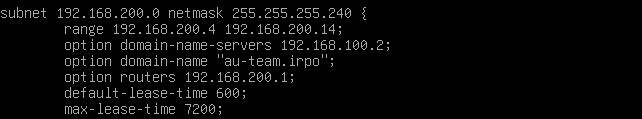 subnet 192.168.200.0 netmask 255.255.255.240 {
range 192.168.200.4 192.168.200.14;
option domain-name-servers 192.168.100.2;
option domain-name "au-team.irpo";
option routers 192.168.200.1;
default-lease-time 600;
max-lease-time 7200;